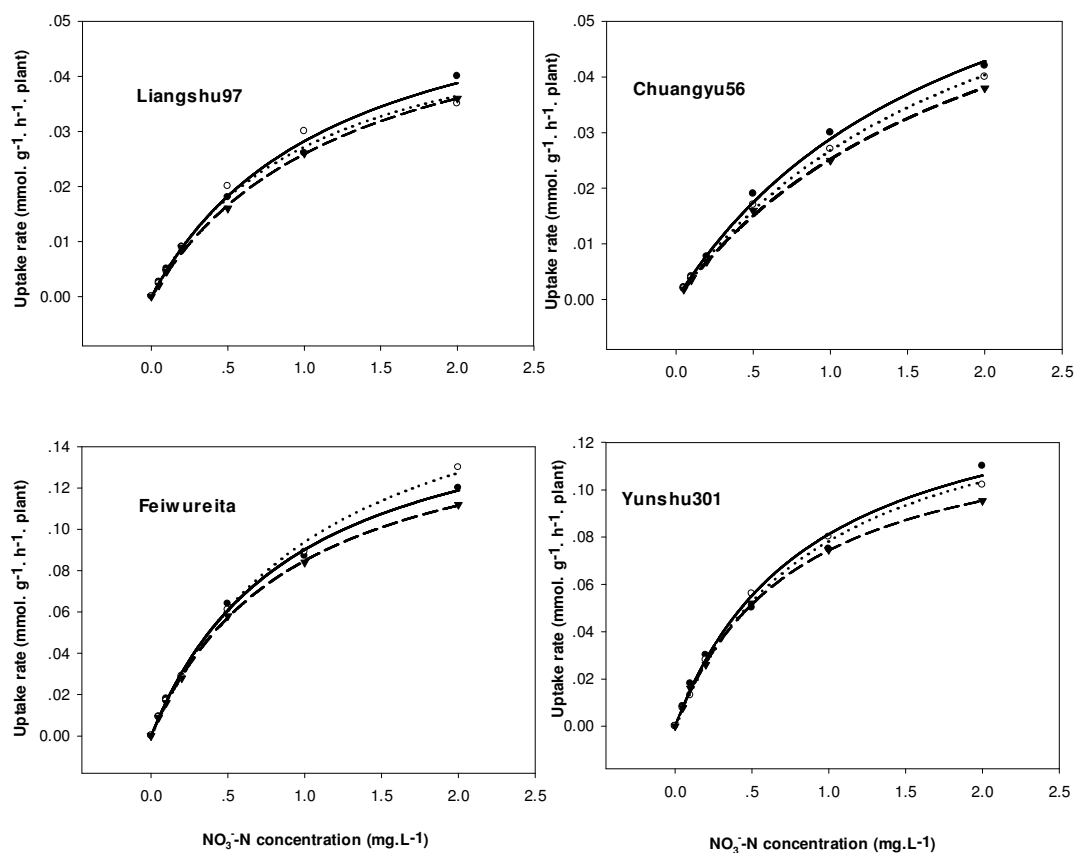 Uptake rate (mmol. g-1. h-1. plant)
.05
.04
.03
.02
.01
0.00
Liangshu97
0.0 .5 1.0 1.5 2.0 2.5
Uptake rate (mmol. g-1. h-1. plant)
.05
.04
.03
.02
.01
0.00
Chuangyu56
0.0 .5 1.0 1.5 2.0 2.5
Uptake rate (mmol. g-1. h-1. plant)
.14
.12
.10
.08
.06
.04
.02
0.00
Feiwureita
0.0 .5 1.0 1.5 2.0 2.5
NO3--N concentration (mg.L-1)
Uptake rate (mmol. g-1. h-1. plant)
.12
.10
.08
.06
.04
.02
0.00
Yunshu301
0.0 .5 1.0 1.5 2.0 2.5
NO3--N concentration (mg.L-1)